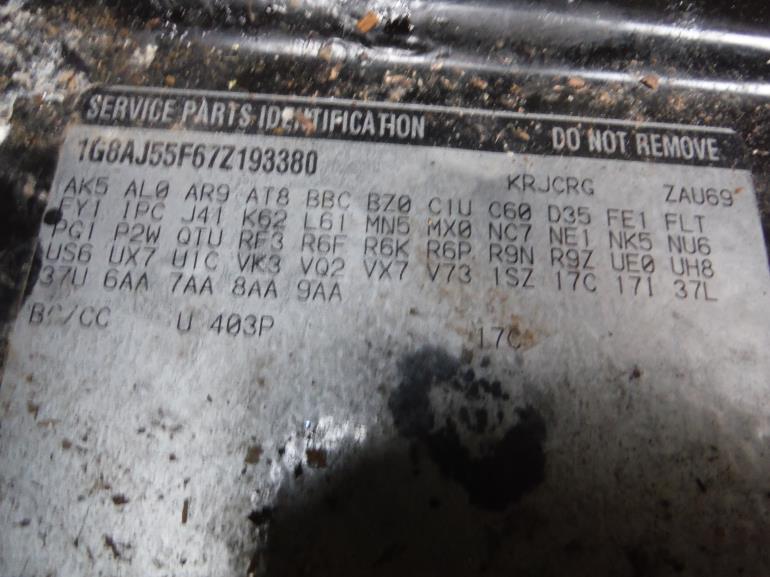 SERVICE PARTS IDENTIFICATION DO NOT REMOVE
1G8AJ55F67Z193380 KRJCRG ZAU69
AK5 AL0 AR9 AT8 BBC BZ0 C1U C60 D35 FE1 FLT
FY1 1PC J41 K62 L61 MN5 MX0 NC7 NE1 NK5 NU6
PG1 P2W QTU RF3 R6F R6K R6P R9N R9Z UE0 UH8
US6 UX7 U1C VK3 VQ2 VX7 V73 1SZ 17C 17I 37L
37U 6AA 7AA 8AA 9AA
BC/CC U 403P 17C